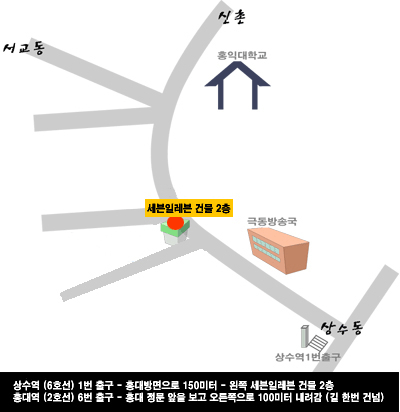 신촌
서교동
홍익대학교
세븐일레븐 건물 2층
극동방송국
상수동
상수역1번출구
상수역 (6호선) 1번 출구 - 홍대방면으로 150미터 - 왼쪽 세븐일레븐 건물 2층
홍대역 (2호선) 6번 출구 - 홍대 정문 앞을 보고 오른쪽으로 100미터 내려감 (길 한번 건넘)